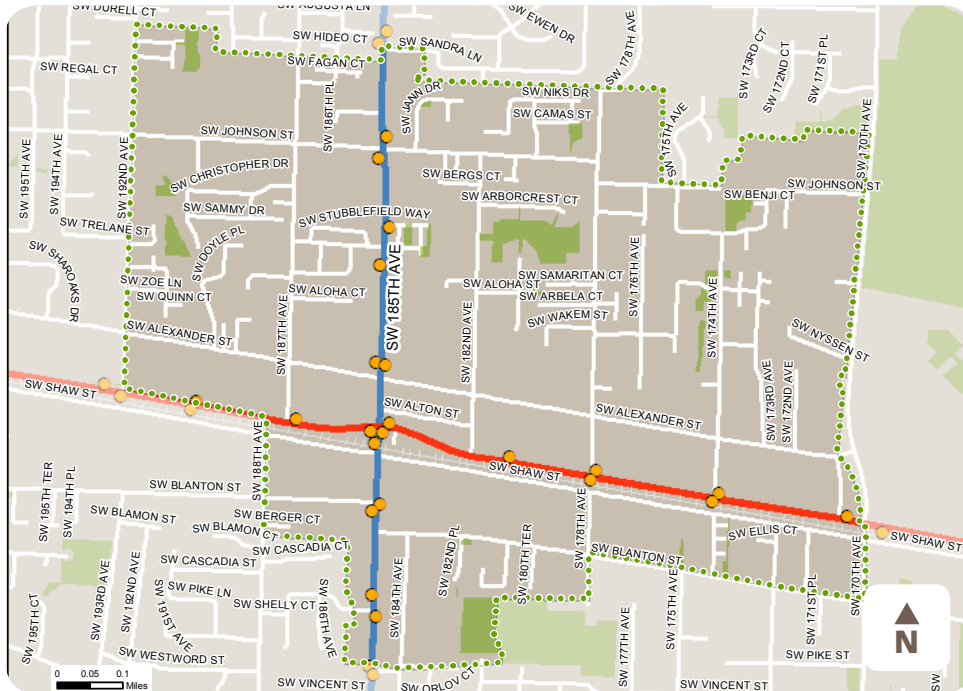 SW DURELL CT
SW AUGUSTA LN
SW EWEN DR
SW HIDEO CT
SW SANDRA LN
SW 178TH AVE
SW 173RD CT
SW 172ND CT
SW 171ST PL
SW REGAL CT
SW FAGAN CT
SW 186TH PL
SW JANN DR
SW NIKS DR
SW CAMAS ST
SW 175TH AVE
SW 170TH AVE
SW JOHNSON ST
SW 195TH AVE
SW 194TH AVE
SW 192ND AVE
SW CHRISTOPHER DR
SW BERGS CT
SW BENJI CT
SW JOHNSON ST
SW ARBORCREST CT
SW SAMMY DR
SW STUBBLEFIELD WAY
SW TRELANE ST
SW DOYLE PL
SW 185TH AVE
SW SHARO AKS DR
SW ZOE LN
SW QUINN CT
SW ALOHA CT
SW ALOHA ST
SW SAMARITAN CT
SW ARBELA CT
SW WAKEM ST
SW 176TH AVE
SW 174TH AVE
SW 187TH AVE
SW 182ND AVE
SW NYSSEN ST
SW ALEXANDER ST
SW 173RD AVE
SW 172ND AVE
SW SHAW ST
SW ALTON ST
SW ALEXANDER ST
SW 188TH AVE
SW SHAW ST
SW 195TH TER
SW 194TH PL
SW BLANTON ST
SW 178TH AVE
SW BLAMON ST
SW BERGER CT
SW BLAMON CT
SW CASCADIA CT
SW 182ND PL
SW 180TH TER
SW ELLIS CT
SW SHAW ST
SW BLANTON ST
SW CASCADIA ST
SW 193RD AVE
SW 192ND AVE
SW 191ST AVE
SW PIKE LN
SW SHELLY CT
SW 186TH AVE
SW 184TH AVE
SW 175TH AVE
SW 171ST PL
SW 170TH AVE
SW 195TH CT
SW 177TH AVE
SW WESTWORD ST
SW PIKE ST
SW VINCENT ST
SW ORLOV CT
SW VINCENT ST
SW
N
0 0.05 0.1
Miles